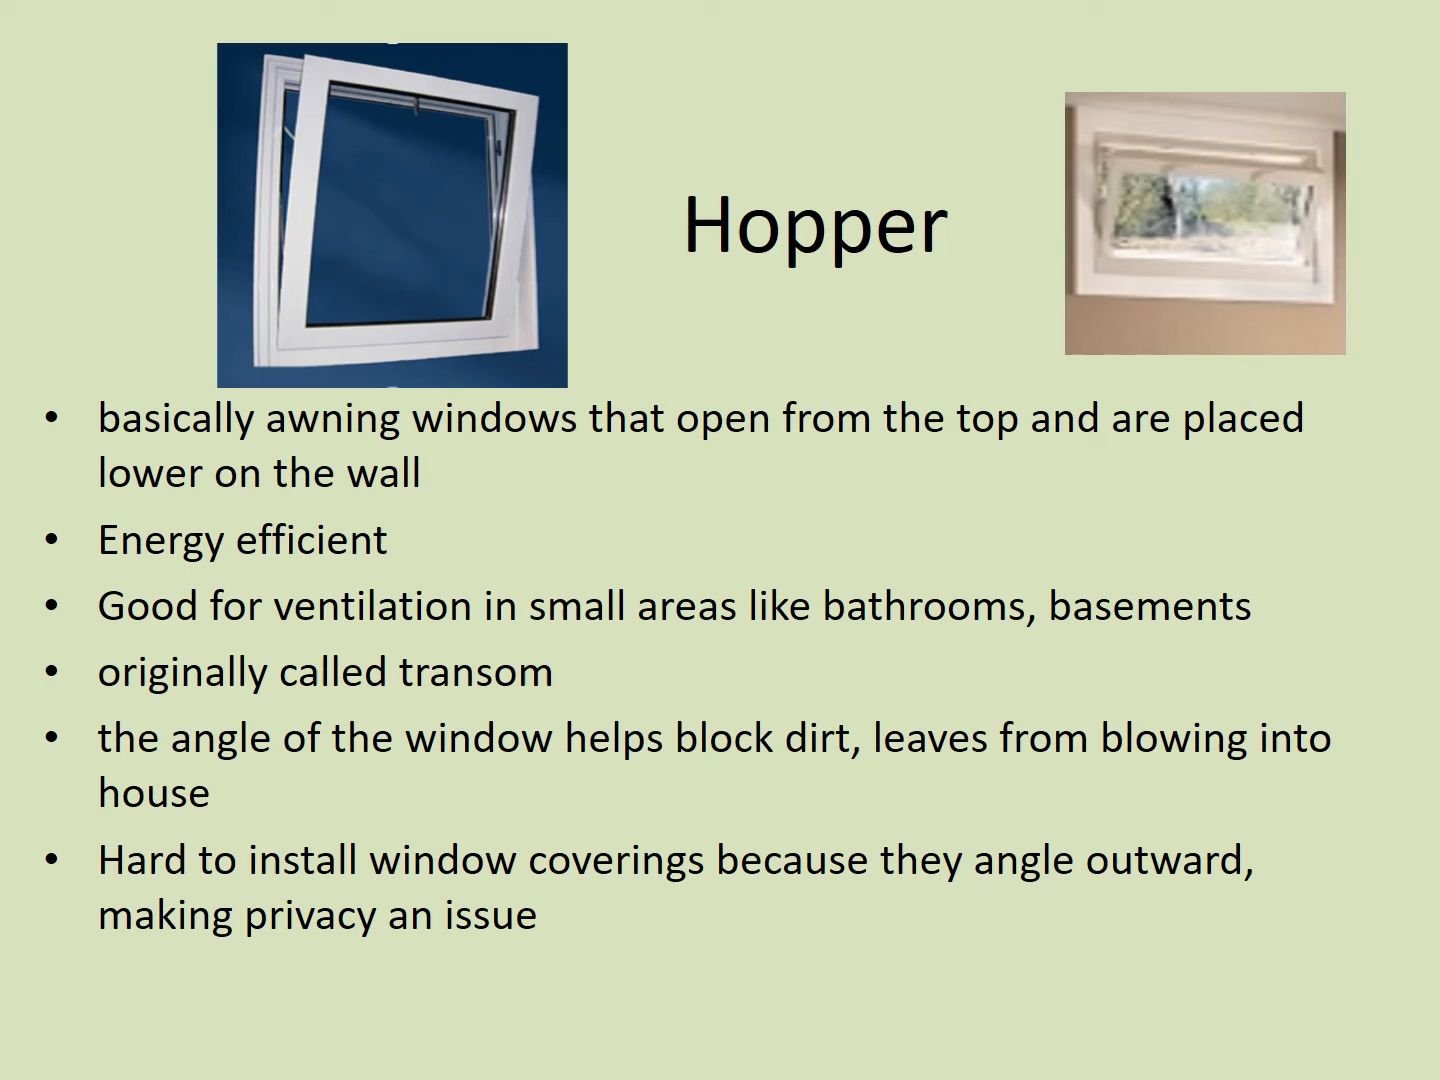 Hopper
• basically awning windows that open from the top and are placed
lower on the wall
• Energy efficient
• Good for ventilation in small areas like bathrooms, basements
• originally called transom
• the angle of the window helps block dirt, leaves from blowing into
house
• Hard to install window coverings because they angle outward,
making privacy an issue